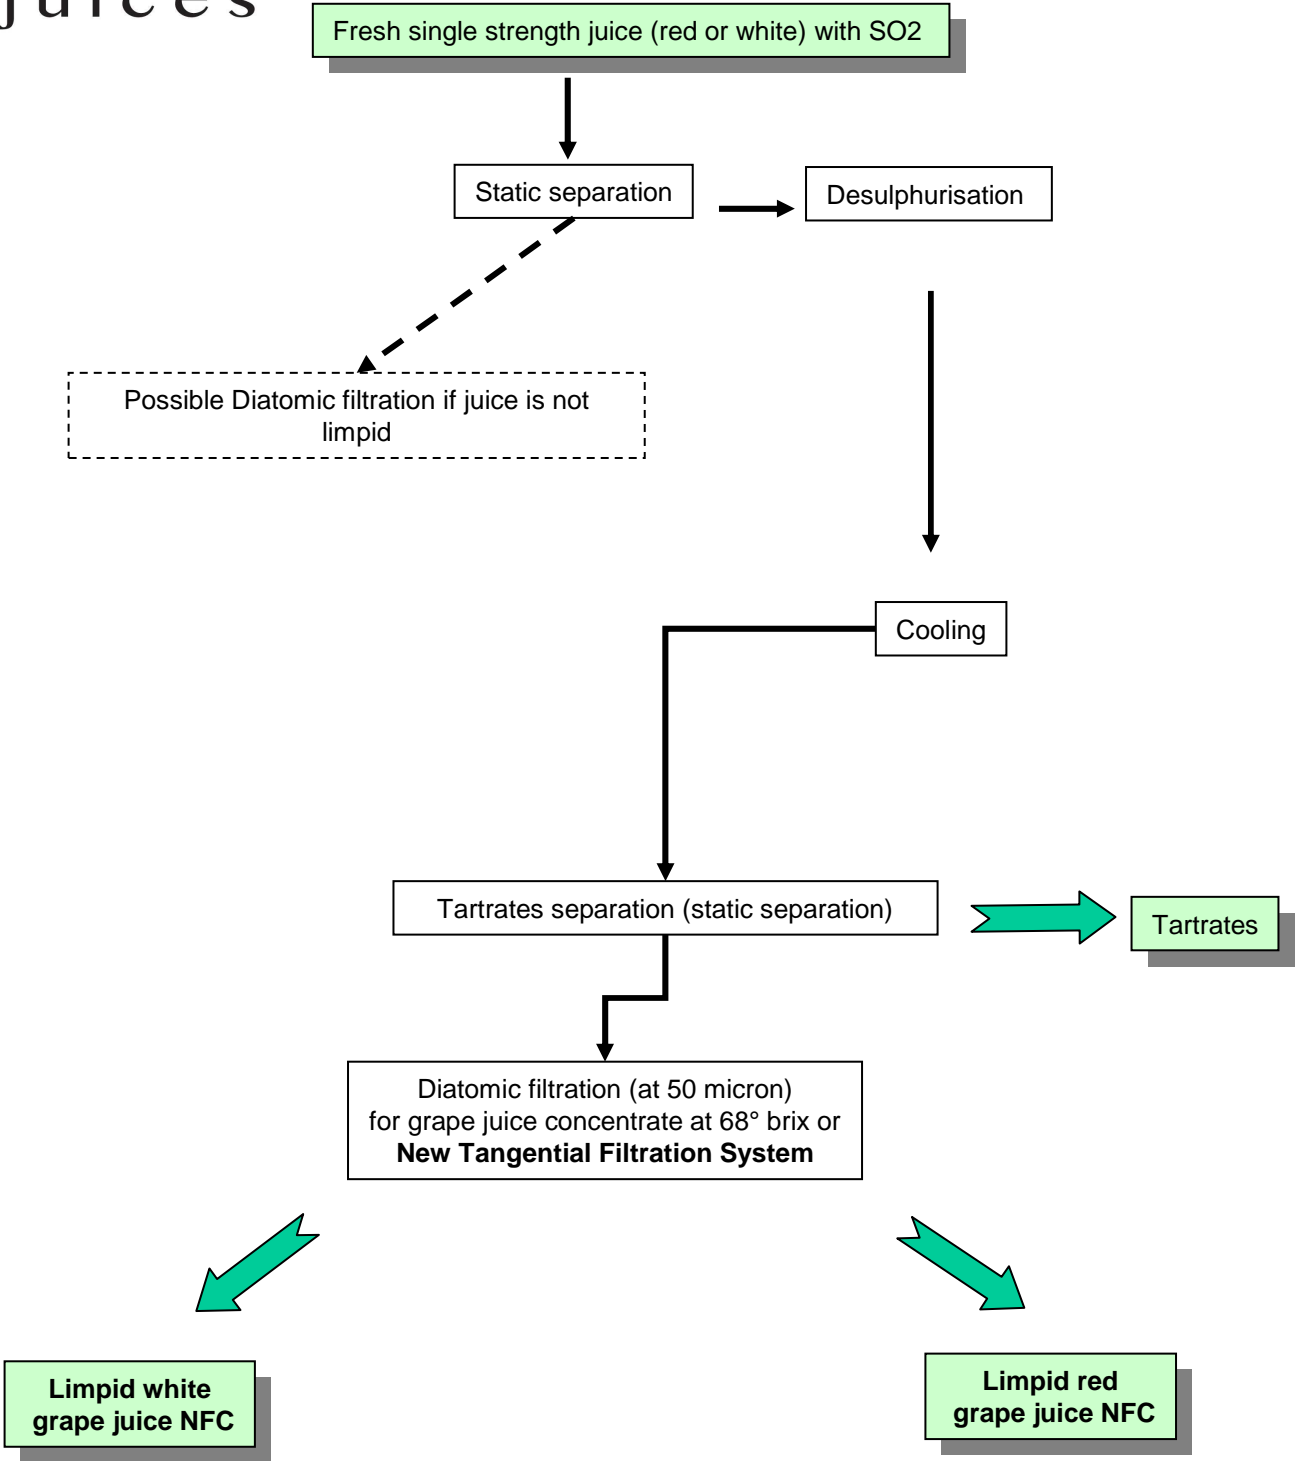 juices
Fresh single strength juice (red or white) with SO2
Static separation
Desulphurisation
Possible Diatomic filtration if juice is not
limpid
Cooling
Tartrates separation (static separation)
Tartrates
Diatomic filtration (at 50 micron)
for grape juice concentrate at 68° brix or
New Tangential Filtration System
Limpid white
grape juice NFC
Limpid red
grape juice NFC